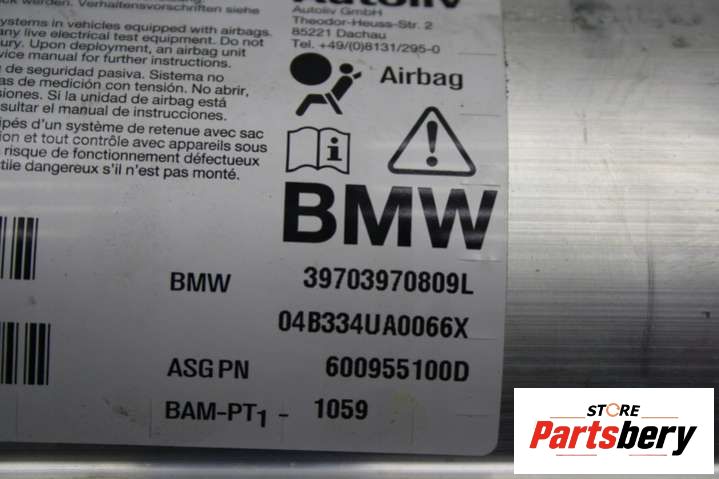 werden. Verhaltensvorschriften siehe
Autoliv
Autoliv GmbH
Theodor-Heuss-Str. 2
85221 Dachau
Tel. +49/(0)8131/295-0
systems in vehicles equipped with airbags.
any live electrical test equipment. Do not
Upon deployment, an airbag unit
manual for further instructions.
de seguridad pasiva. Sistema no
as de medición con tensión. No abrir,
siones. Si la unidad de airbag está
sultar el manual de instrucciones.
ipés d'un système de retenue avec sac
ion et tout contrôle avec appareils sous
risque de fonctionnement défectueux
dangereux s'il n'est pas monté.
Airbag
i
BMW
BMW 39703970809L
04B334UA0066X
ASG PN 600955100D
BAM-PT1 - 1059
STORE
Partsbery